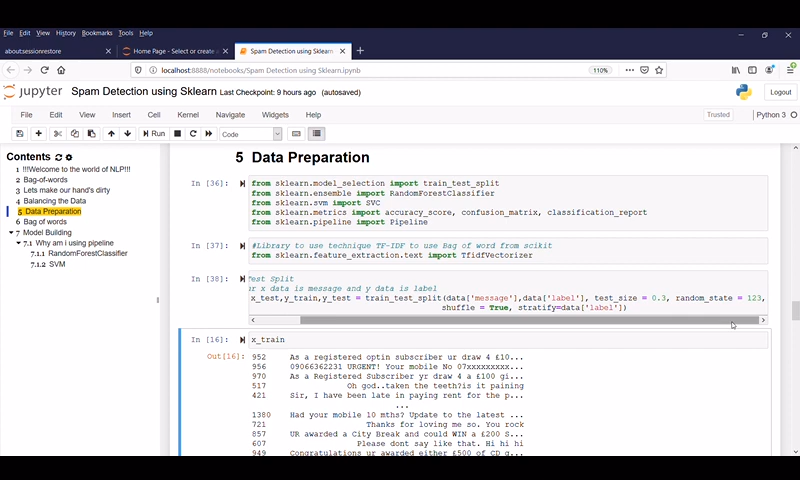 File Edit View History Bookmarks Tools Help
about:sessionrestore
Home Page - Select or create a
Spam Detection using Sklearn
localhost:8888/notebooks/Spam Detection using Sklearn.ipynb
110%
jupyter Spam Detection using Sklearn Last Checkpoint: 9 hours ago (autosaved)
Logout
File Edit View Insert Cell Kernel Navigate Widgets Help
Trusted
Python 3
Run
Code
Contents
1 !!!Welcome to the world of NLP!!!
2 Bag-of-words
3 Lets make our hand's dirty
4 Balancing the Data
5 Data Preparation
6 Bag of words
7 Model Building
7.1 Why am i using pipeline
7.1.1 RandomForestClassifier
7.1.2 SVM
5 Data Preparation
In [36]:
from sklearn.model_selection import train_test_split
from sklearn.ensemble import RandomForestClassifier
from sklearn.svm import SVC
from sklearn.metrics import accuracy_score, confusion_matrix, classification_report
from sklearn.pipeline import Pipeline
In [37]:
#Library to use technique TF-IDF to use Bag of word from scikit
from sklearn.feature_extraction.text import TfidfVectorizer
In [38]:
est Split
ur x data is message and y data is label
x_test,y_train,y_test = train_test_split(data['message'],data['label'], test_size = 0.3, random_state = 123,
shuffle = True, stratify=data['label'])
In [16]:
x_train
Out[16]:
952 As a registered optin subscriber ur draw 4 £10...
956 09066362231 URGENT! Your mobile No 07xxxxxxxxx...
970 As a Registered Subscriber yr draw 4 a £100 gi...
517 Oh god..taken the teeth?is it paining
421 Sir, I have been late in paying rent for the p...
...
1380 Had your mobile 10 mths? Update to the latest ...
721 Thanks for loving me so. You rock
857 UR awarded a City Break and could WIN a £200 S...
607 Please dont say like that. Hi hi hi
949 Congratulations ur awarded either £500 of CD g...